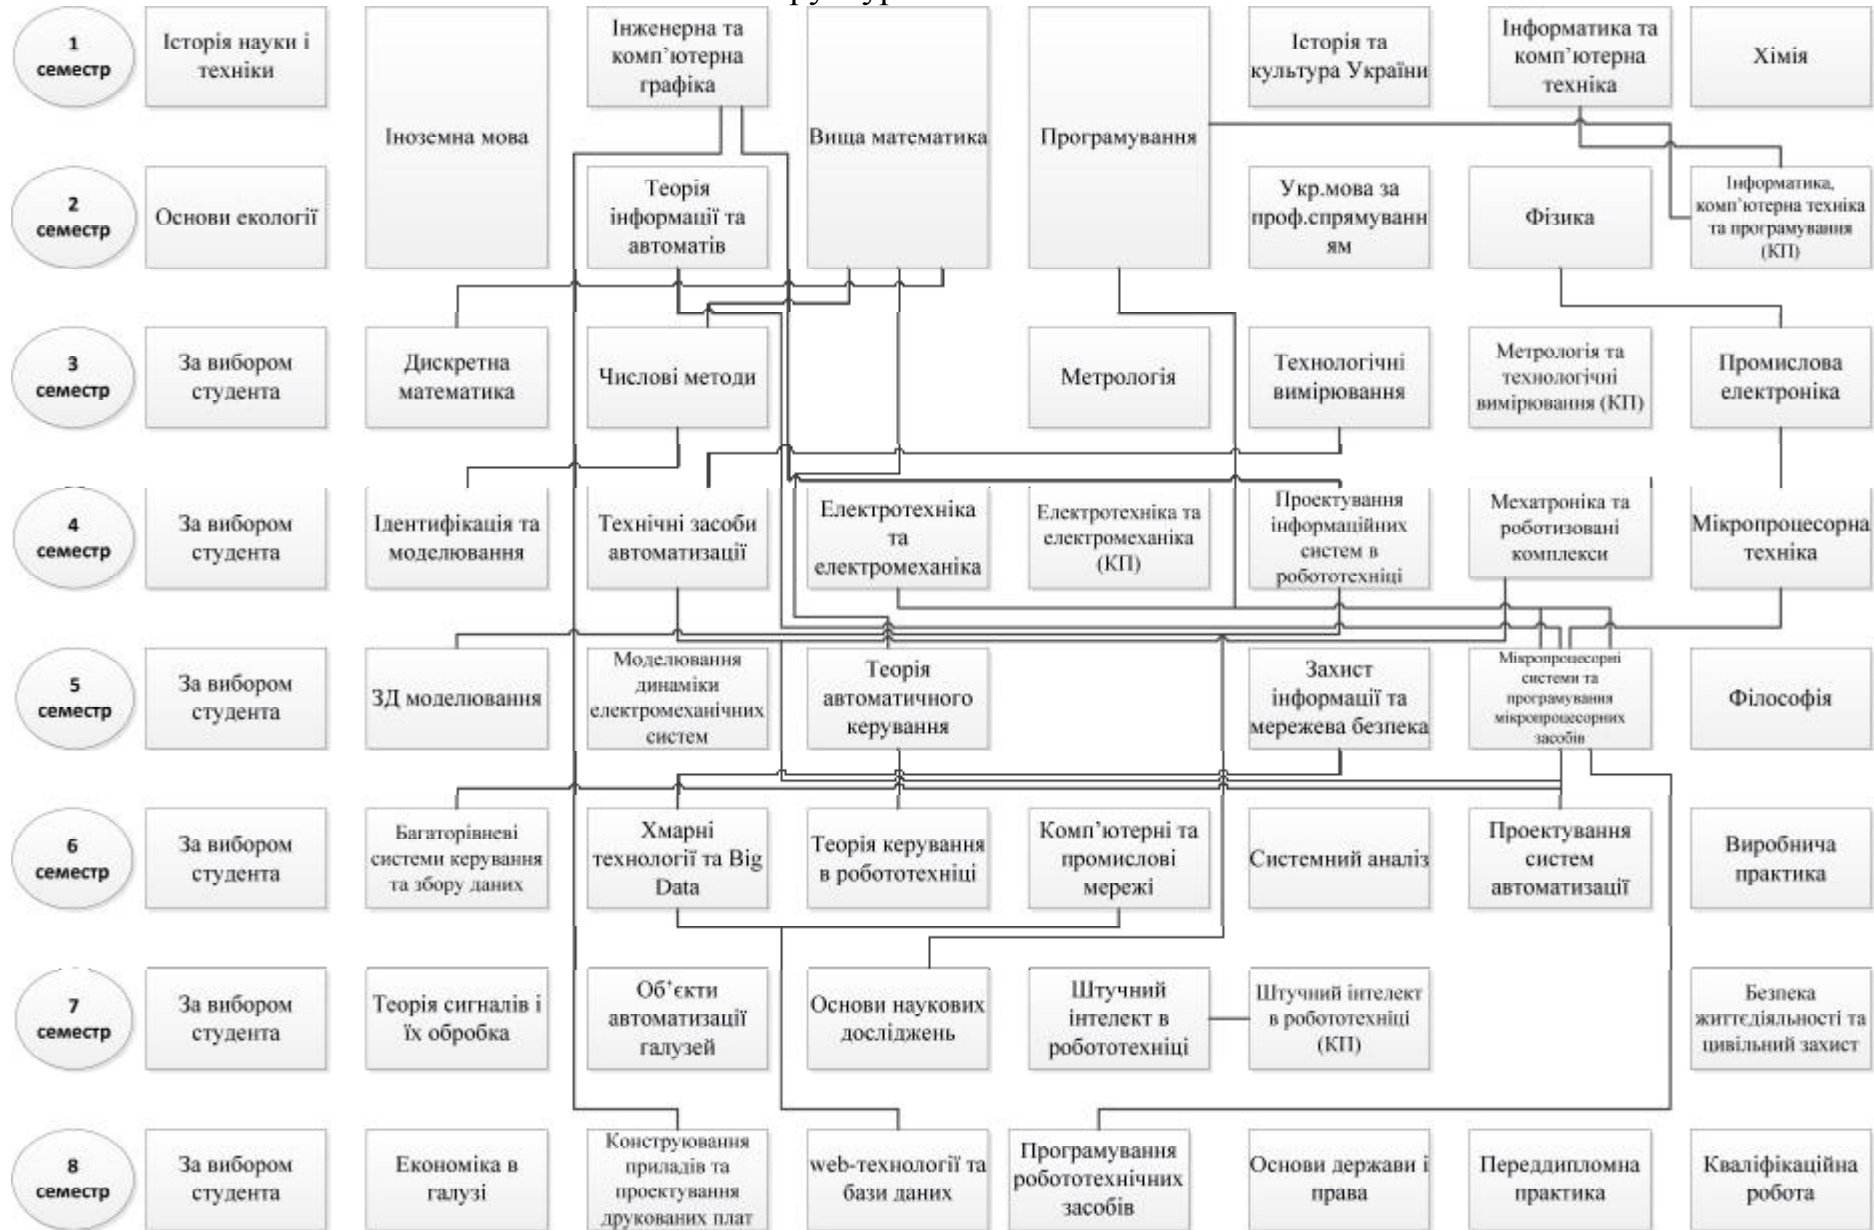 1
семестр
Історія науки і
техніки
Іноземна мова
Інженерна та
комп’ютерна
графіка
Вища математика
Програмування
Історія та
культура України
Інформатика та
комп’ютерна
техніка
Хімія
2
семестр
Основи екології
Теорія
інформації та
автоматів
Укр.мова за
проф.спрямуванн
ям
Фізика
Інформатика,
комп’ютерна техніка
та програмування
(КП)
3
семестр
За вибором
студента
Дискретна
математика
Числові методи
Метрологія
Технологічні
вимірювання
Метрологія та
технологічні
вимірювання (КП)
Промислова
електроніка
4
семестр
За вибором
студента
Ідентифікація та
моделювання
Технічні засоби
автоматизації
Електротехніка
та
електромеханіка
Електротехніка та
електромеханіка
(КП)
Проектування
інформаційних
систем в
робототехніці
Мехатроніка та
роботизовані
комплекси
Мікропроцесорна
техніка
5
семестр
За вибором
студента
3Д моделювання
Моделювання
динаміки
електромеханічних
систем
Теорія
автоматичного
керування
Захист
інформації та
мережева безпека
Мікропроцесорні
системи та
програмування
мікропроцесорних
засобів
Філософія
6
семестр
За вибором
студента
Багаторівневі
системи керування
та збору даних
Хмарні
технології та Big
Data
Теорія керування
в робототехніці
Комп’ютерні та
промислові
мережі
Системний аналіз
Проектування
систем
автоматизації
Виробнича
практика
7
семестр
За вибором
студента
Теорія сигналів і
їх обробка
Об’єкти
автоматизації
галузей
Основи наукових
досліджень
Штучний
інтелект в
робототехніці
Штучний інтелект
в робототехніці
(КП)
Безпека
життєдіяльності та
цивільний захист
8
семестр
За вибором
студента
Економіка в
галузі
Конструювання
приладів та
проектування
друкованих плат
web-технології та
бази даних
Програмування
робототехнічних
засобів
Основи держави і
права
Переддипломна
практика
Кваліфікаційна
робота